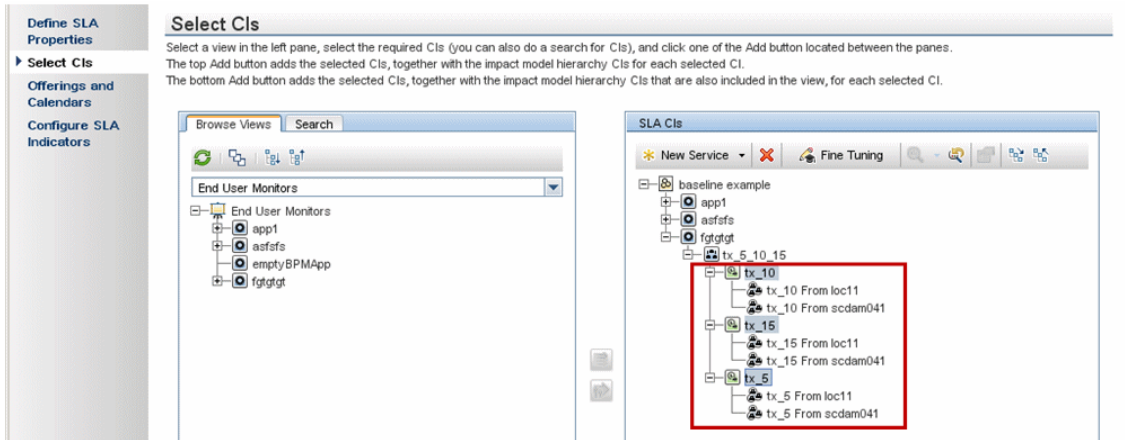 Define SLA
Properties
Select CIs
Offerings and
Calendars
Configure SLA
Indicators
Select CIs
Select a view in the left pane, select the required CIs (you can also do a search for CIs), and click one of the Add button located between the panes.
The top Add button adds the selected CIs, together with the impact model hierarchy CIs for each selected CI.
The bottom Add button adds the selected CIs, together with the impact model hierarchy CIs that are also included in the view, for each selected CI.
Browse Views
Search
End User Monitors
End User Monitors
app1
asfsfs
emptyBPMApp
fgtgtgt
SLA CIs
New Service
Fine Tuning
baseline example
app1
asfsfs
fgtgtgt
tx_5_10_15
tx_10
tx_10 From loc11
tx_10 From scdam041
tx_15
tx_15 From loc11
tx_15 From scdam041
tx_5
tx_5 From loc11
tx_5 From scdam041